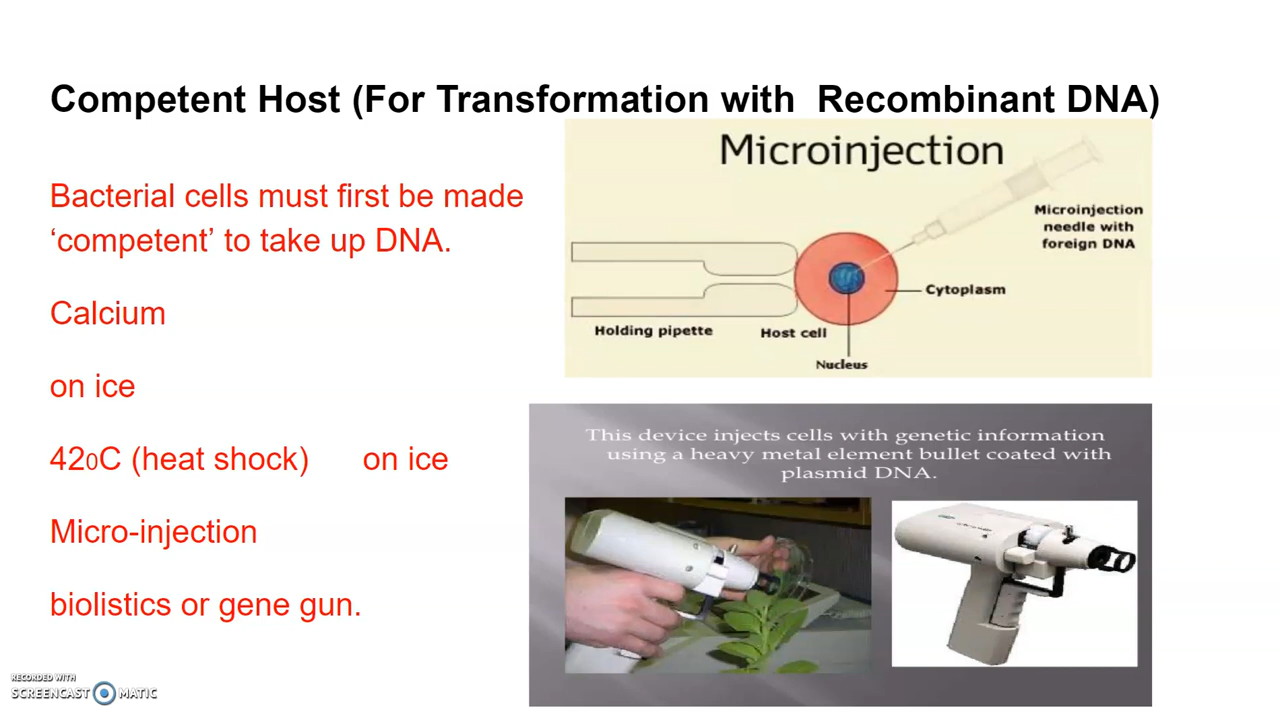 Competent Host (For Transformation with Recombinant DNA)
Bacterial cells must first be made
‘competent’ to take up DNA.
Calcium
on ice
420C (heat shock) on ice
Micro-injection
biolistics or gene gun.
Microinjection
Microinjection
needle with
foreign DNA
Cytoplasm
Holding pipette
Host cell
Nucleus
This device injects cells with genetic information
using a heavy metal element bullet coated with
plasmid DNA.
RECORDED WITH
SCREENCAST MATIC